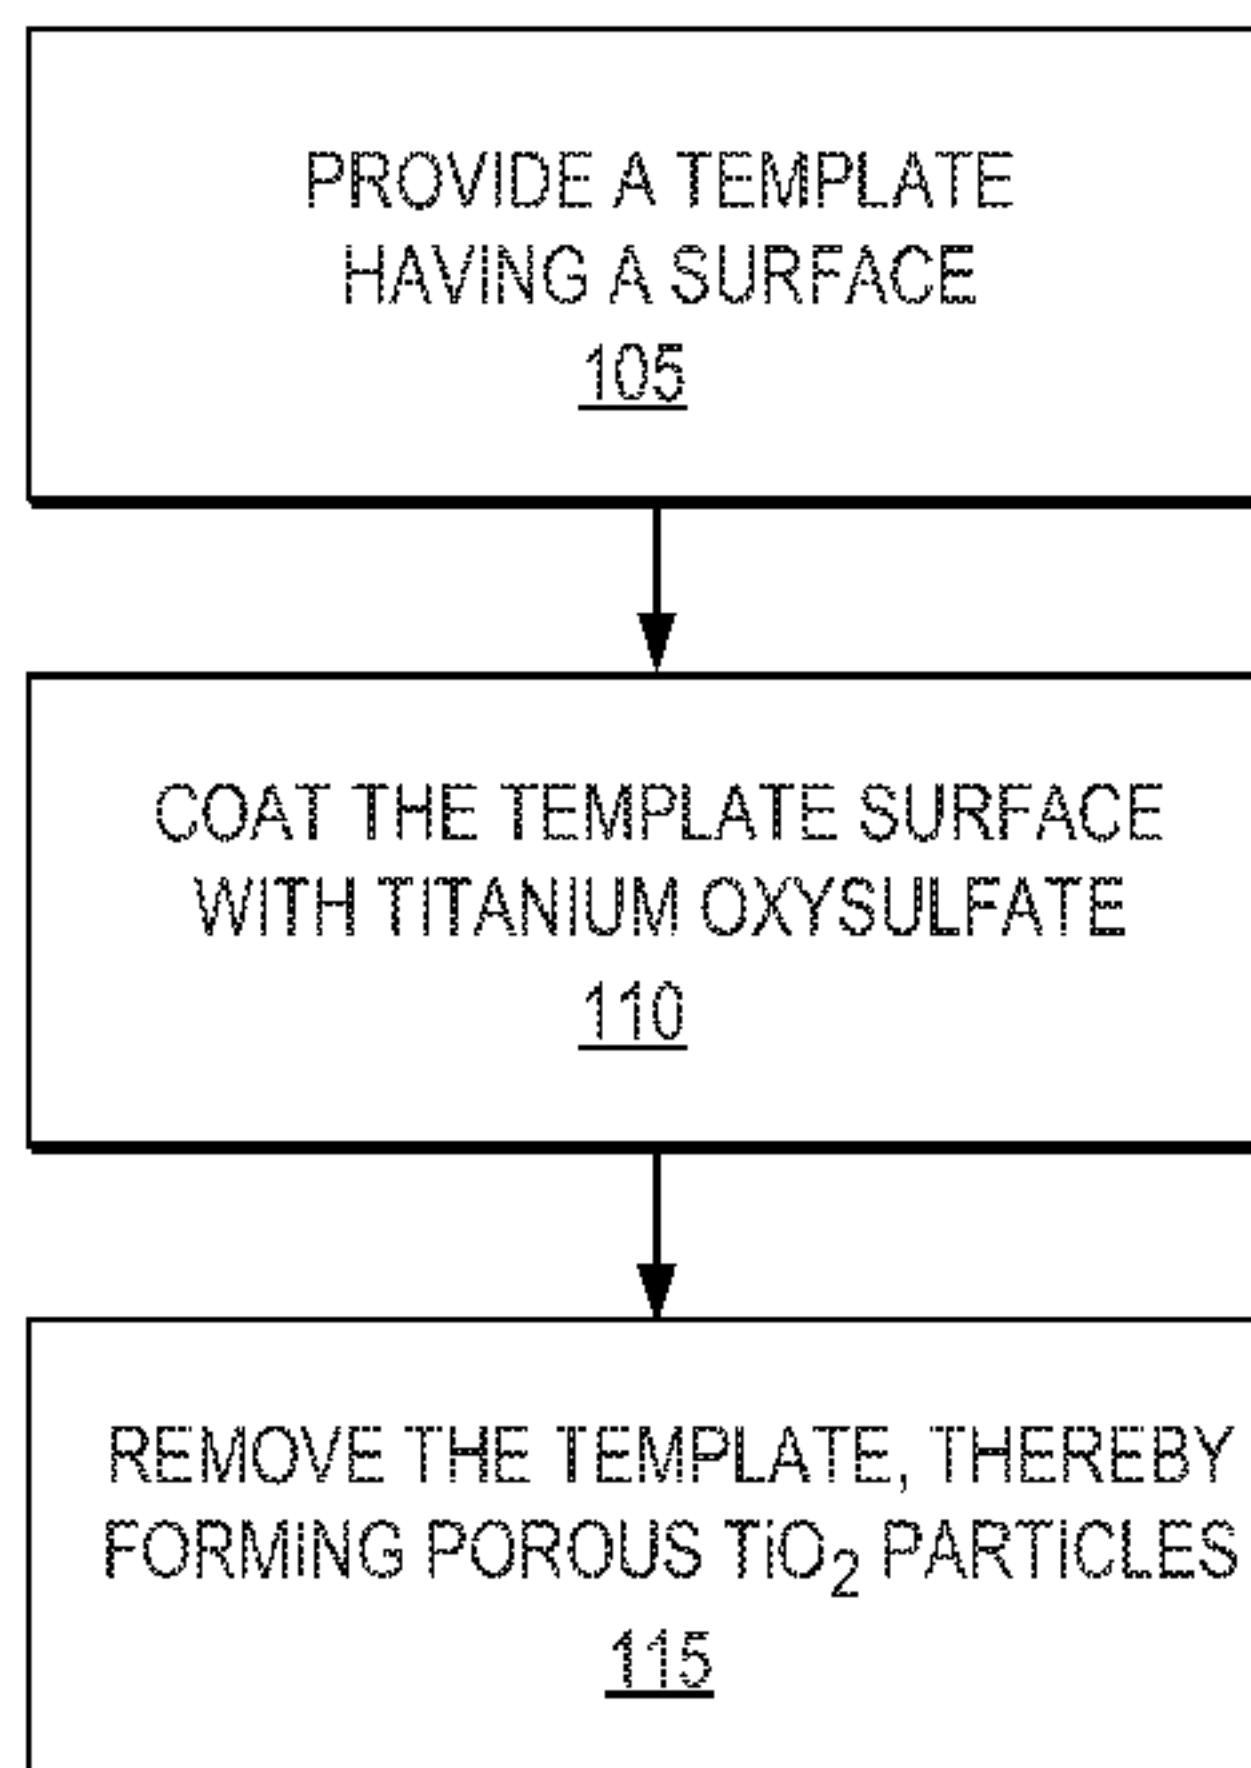 PROVIDE A TEMPLATE
HAVING A SURFACE
105
COAT THE TEMPLATE SURFACE
WITH TITANIUM OXYSULFATE
110
REMOVE THE TEMPLATE, THEREBY
FORMING POROUS TiO₂ PARTICLES
115